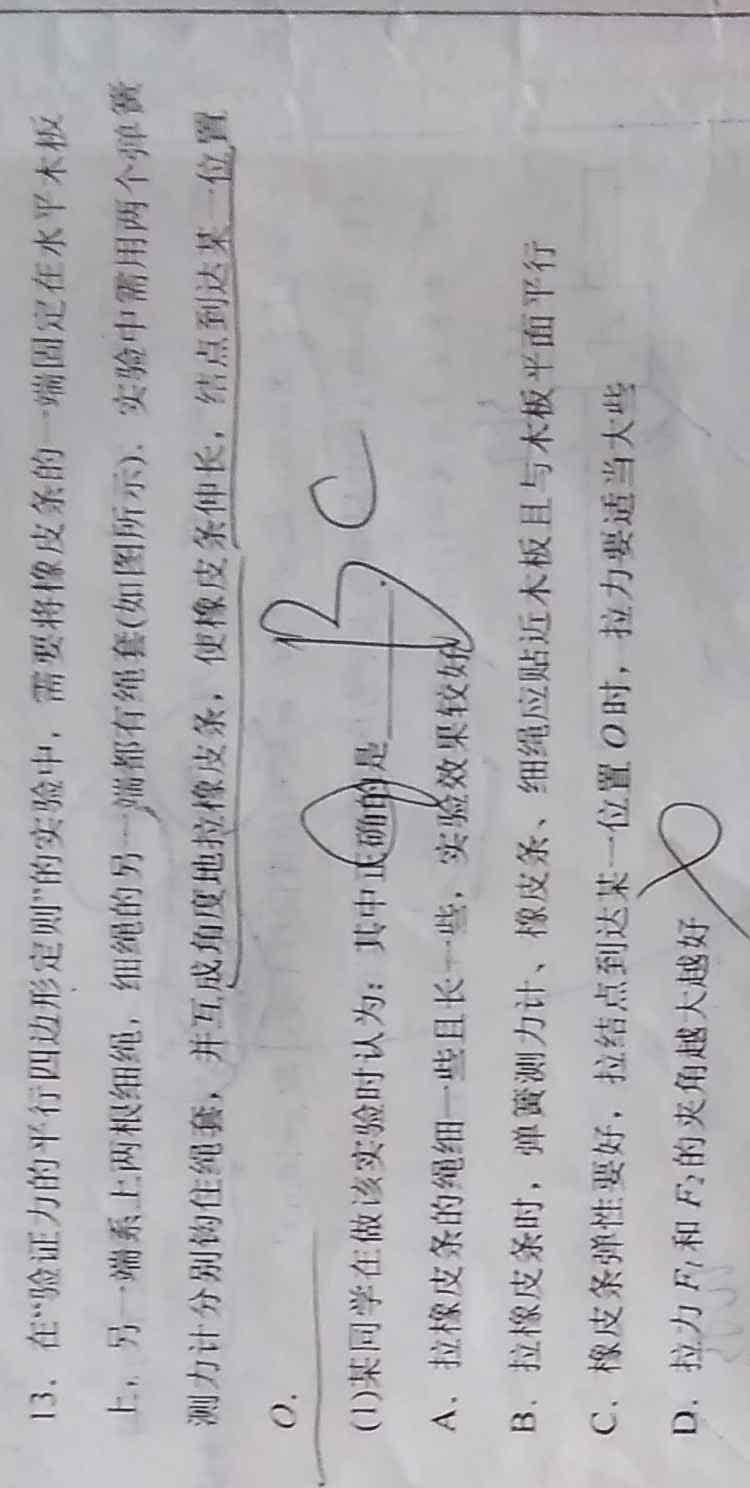 13．在“验证力的平行四边形定则”的实验中，需要将橡皮条的一端固定在水平木板
上，另一端系上两根细绳，细绳的另一端都有绳套(如图所示)．实验中需用两个弹簧
测力计分别钩住绳套，并互成角度地拉橡皮条，使橡皮条伸长，结点到达某一位置
O．
(1)某同学在做该实验时认为：其中正确的是______．
BC
A．拉橡皮条的绳细一些且长一些，实验效果较好
B．拉橡皮条时，弹簧测力计、橡皮条、细绳应贴近木板且与木板平面平行
C．橡皮条弹性要好，拉结点到达某一位置O时，拉力要适当大些
D．拉力F₁和F₂的夹角越大越好